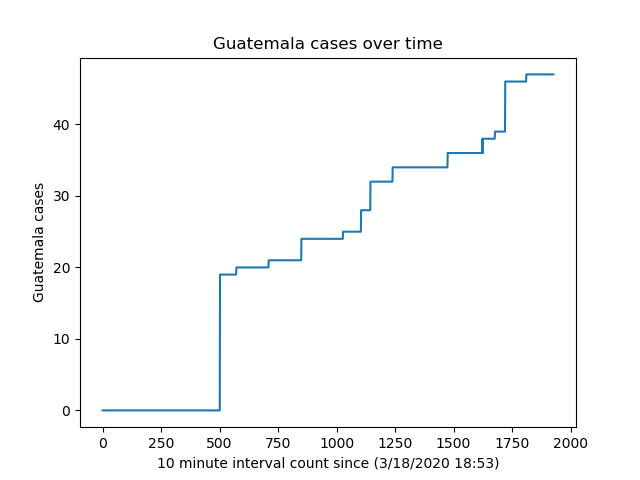 Guatemala cases over time
Guatemala cases
40
30
20
10
0
0 250 500 750 1000 1250 1500 1750 2000
10 minute interval count since (3/18/2020 18:53)